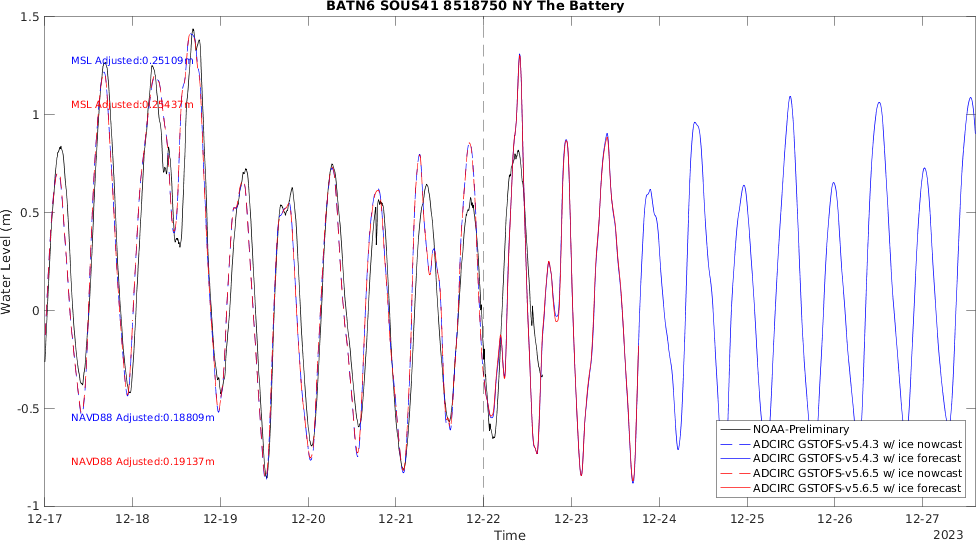 BATN6 SOUS41 8518750 NY The Battery
1.5
MSL Adjusted:0.25109m
MSL Adjusted:0.25437m
1
0.5
Water Level (m)
0
-0.5
NAVD88 Adjusted:0.18809m
NAVD88 Adjusted:0.19137m
-1
NOAA-Preliminary
ADCIRC GSTOFS-v5.4.3 w/ ice nowcast
ADCIRC GSTOFS-v5.4.3 w/ ice forecast
ADCIRC GSTOFS-v5.6.5 w/ ice nowcast
ADCIRC GSTOFS-v5.6.5 w/ ice forecast
12-17 12-18 12-19 12-20 12-21 12-22 12-23 12-24 12-25 12-26 12-27
Time
2023